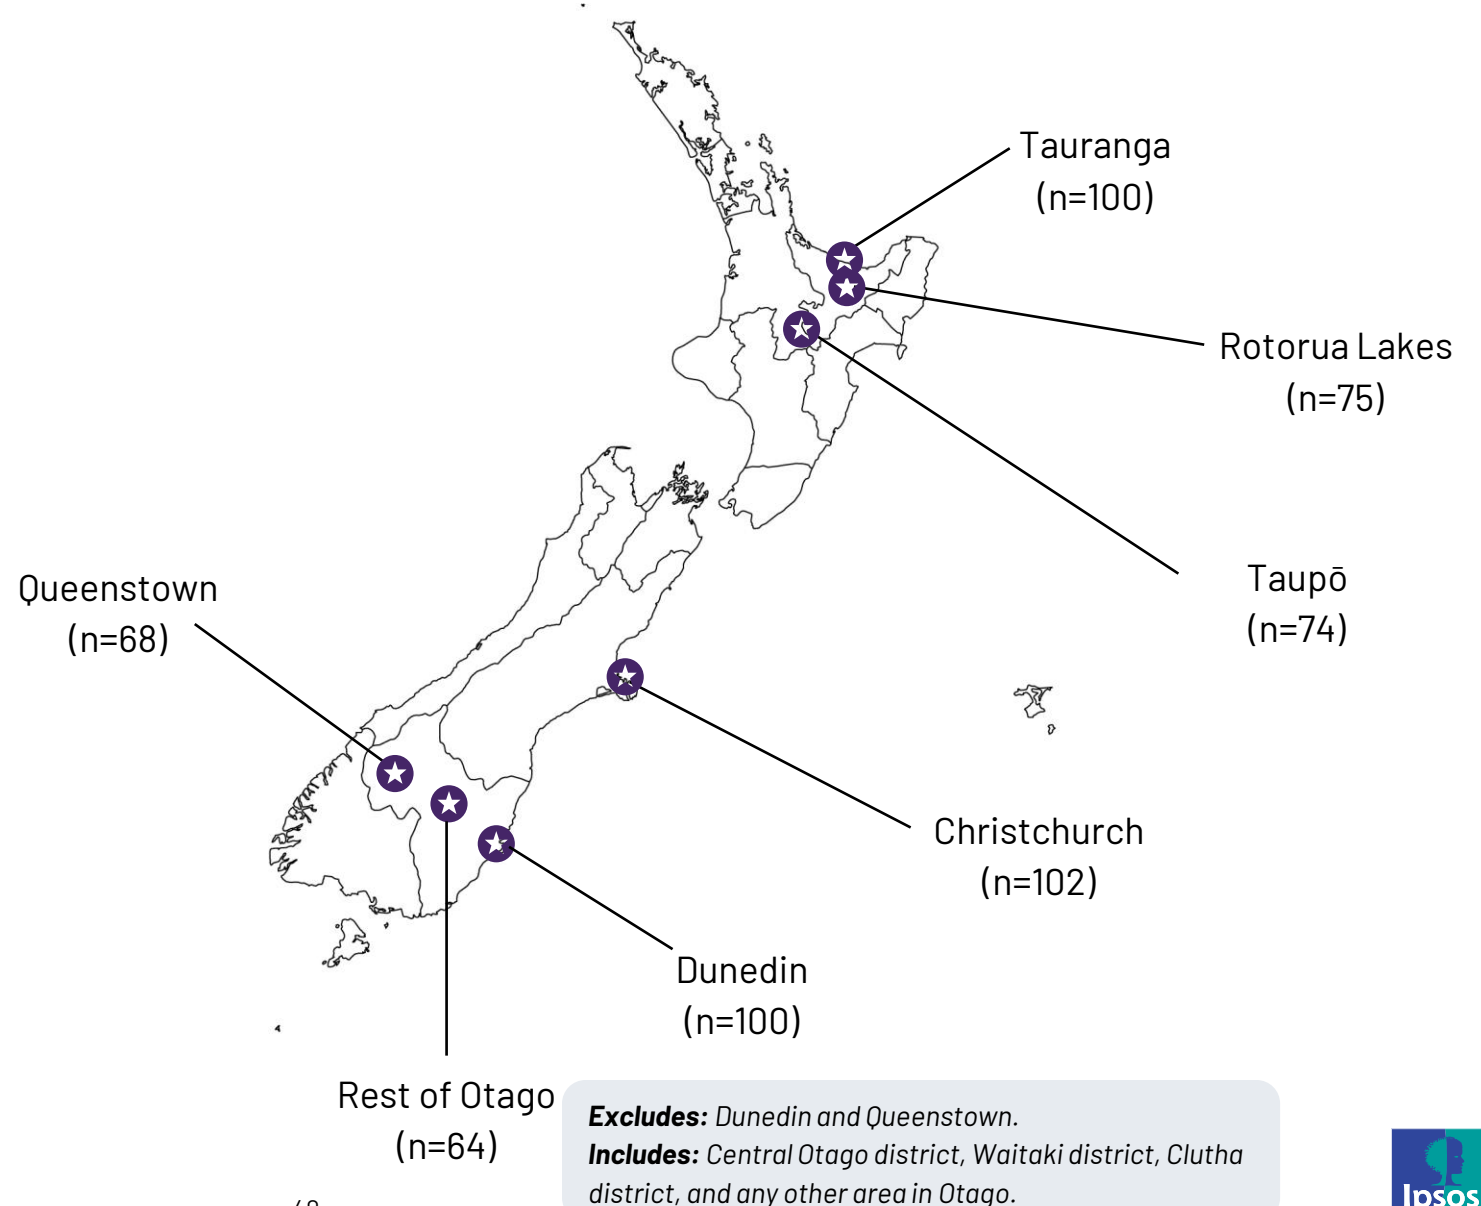 Tauranga
(n=100)
Rotorua Lakes
(n=75)
Taupō
(n=74)
Queenstown
(n=68)
Christchurch
(n=102)
Dunedin
(n=100)
Rest of Otago
(n=64)
Excludes: Dunedin and Queenstown.
Includes: Central Otago district, Waitaki district, Clutha
district, and any other area in Otago.
Ipsos